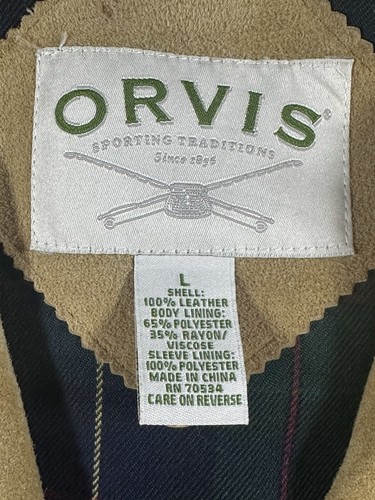 ORVIS
SPORTING TRADITIONS
Since 1856
L
SHELL:
100% LEATHER
BODY LINING:
65% POLYESTER
35% RAYON/
VISCOSE
SLEEVE LINING:
100% POLYESTER
MADE IN CHINA
RN 70534
CARE ON REVERSE